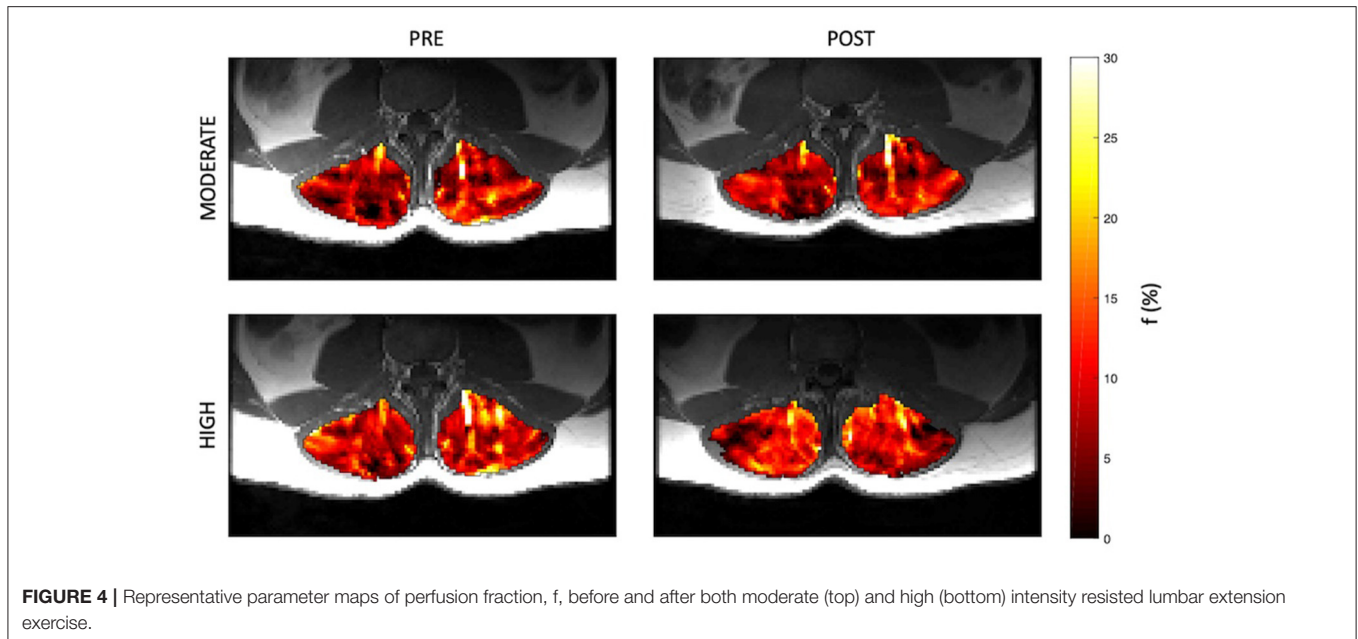 PRE
POST
MODERATE
HIGH
30
25
20
15
10
5
0
f (%)
FIGURE 4 | Representative parameter maps of perfusion fraction, f, before and after both moderate (top) and high (bottom) intensity resisted lumbar extension
exercise.